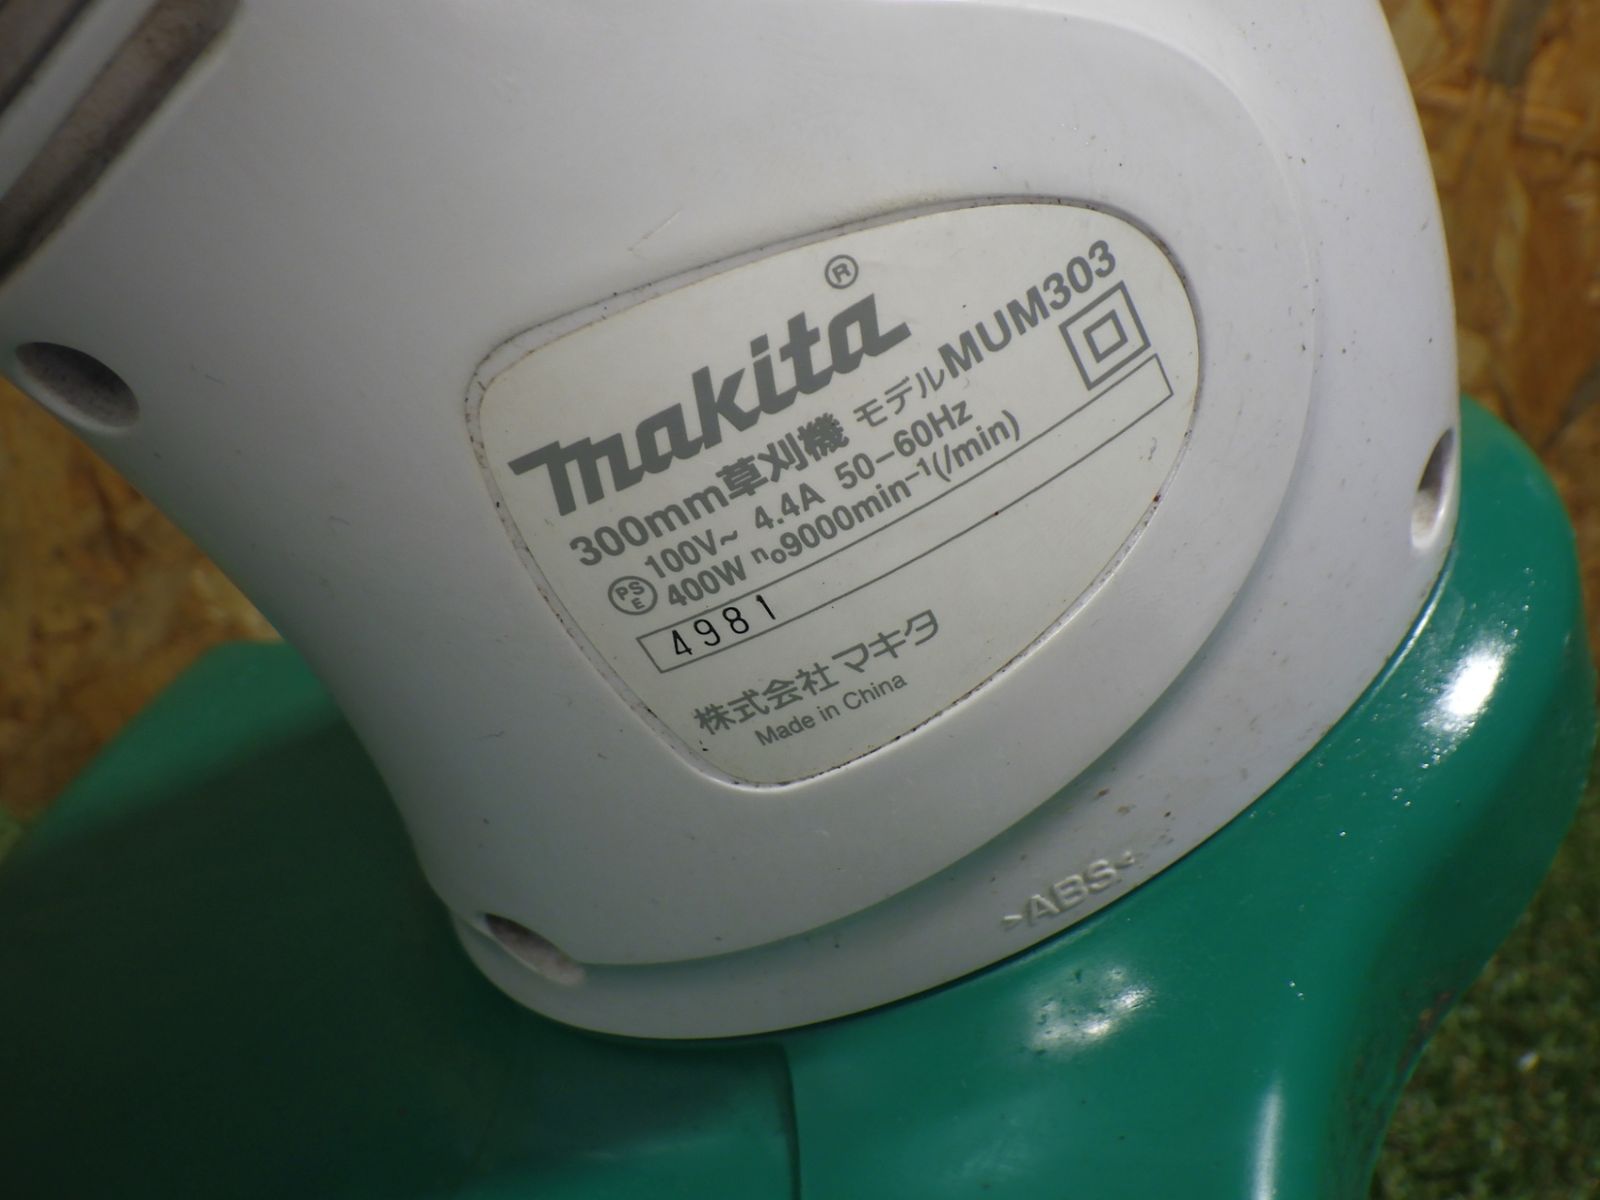 makita®
300mm草刈機 モデルMUM303
PSE 100V~ 4.4A 50-60Hz
400W n₀9000min⁻¹(/min)
4981
株式会社マキタ
Made in China
>ABS<